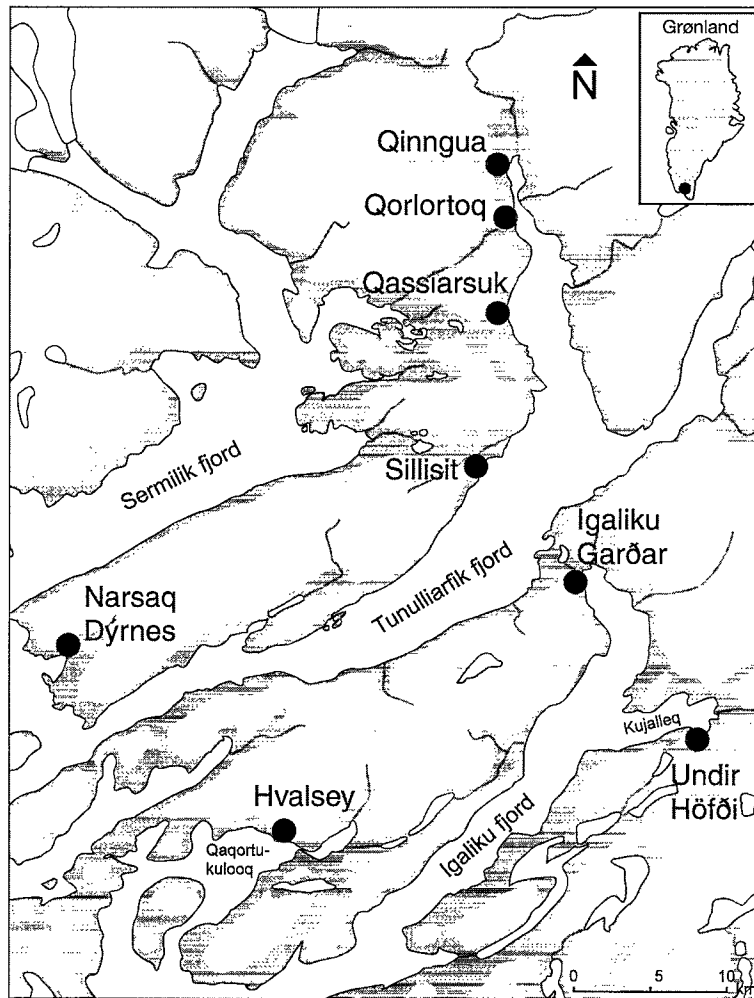 Grønland
N
Qinngua
Qorlortoq
Qassiarsuk
Sermilik fjord
Sillisit
Igaliku
Garðar
Tunulliarfik fjord
Narsaq
Dýrnes
Kujalleq
Undir
Höfði
Hvalsey
Qaqortu-
kulooq
Igaliku fjord
0 5 10
km